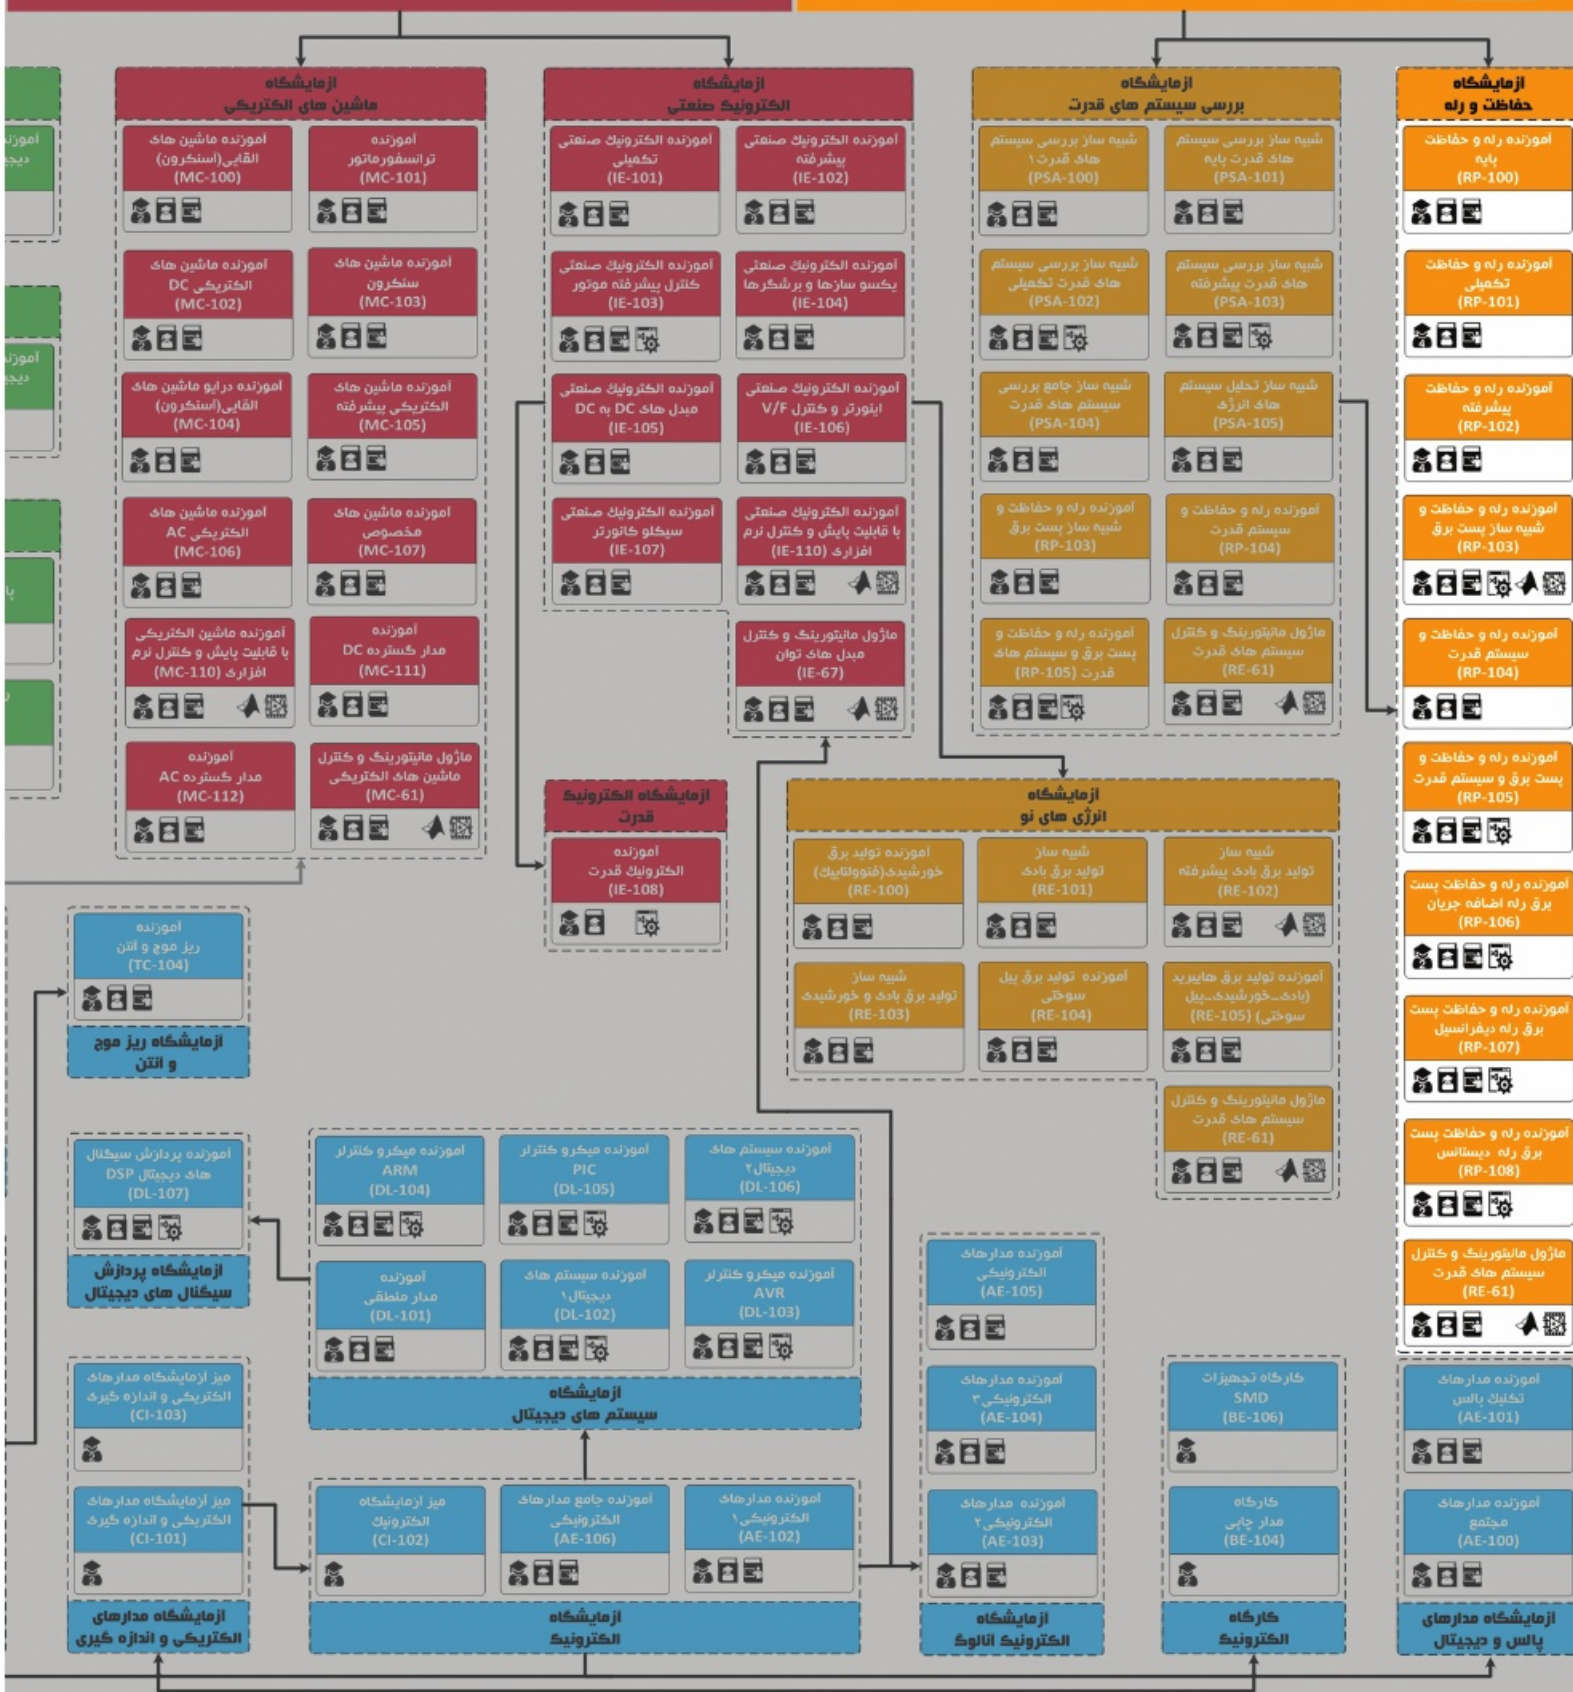 آزمایشگاه
ماشین های الکتریکی
آموزنده ماشین های
القایی(آسنکرون)
(MC-100)
آموزنده
ترانسفورماتور
(MC-101)
آموزنده ماشین های
الکتریکی DC
(MC-102)
آموزنده ماشین های
سنکرون
(MC-103)
آموزنده درایو ماشین های
القایی(آسنکرون)
(MC-104)
آموزنده ماشین های
الکتریکی پیشرفته
(MC-105)
آموزنده ماشین های
الکتریکی AC
(MC-106)
آموزنده ماشین های
مخصوص
(MC-107)
آموزنده ماشین الکتریکی
با قابلیت پایش و کنترل نرم
افزاری (MC-110)
آموزنده
مدار گسترده DC
(MC-111)
آموزنده
مدار گسترده AC
(MC-112)
ماژول مانیتورینگ و کنترل
ماشین های الکتریکی
(MC-61)
آزمایشگاه
الکترونیک صنعتی
آموزنده الکترونیک صنعتی
تکمیلی
(IE-101)
آموزنده الکترونیک صنعتی
پیشرفته
(IE-102)
آموزنده الکترونیک صنعتی
کنترل پیشرفته موتور
(IE-103)
آموزنده الکترونیک صنعتی
یکسو سازها و برشگرها
(IE-104)
آموزنده الکترونیک صنعتی
مبدل های DC به DC
(IE-105)
آموزنده الکترونیک صنعتی
اینورتر و کنترل V/F
(IE-106)
آموزنده الکترونیک صنعتی
سیکلو کانورتر
(IE-107)
آموزنده الکترونیک صنعتی
با قابلیت پایش و کنترل نرم
افزاری (IE-110)
ماژول مانیتورینگ و کنترل
مبدل های توان
(IE-67)
آزمایشگاه الکترونیک
قدرت
آموزنده
الکترونیک قدرت
(IE-108)
آزمایشگاه
بررسی سیستم های قدرت
شبیه ساز بررسی سیستم
های قدرت ۱
(PSA-100)
شبیه ساز بررسی سیستم
های قدرت پایه
(PSA-101)
شبیه ساز بررسی سیستم
های قدرت تکمیلی
(PSA-102)
شبیه ساز بررسی سیستم
های قدرت پیشرفته
(PSA-103)
شبیه ساز جامع بررسی
سیستم های قدرت
(PSA-104)
شبیه ساز تحلیل سیستم
های انرژی
(PSA-105)
آموزنده رله و حفاظت و
شبیه ساز پست برق
(RP-103)
آموزنده رله و حفاظت و
سیستم قدرت
(RP-104)
آموزنده رله و حفاظت و
پست برق و سیستم های
قدرت (RP-105)
ماژول مانیتورینگ و کنترل
سیستم های قدرت
(RE-61)
آزمایشگاه
حفاظت و رله
آموزنده رله و حفاظت
پایه
(RP-100)
آموزنده رله و حفاظت
تکمیلی
(RP-101)
آموزنده رله و حفاظت
پیشرفته
(RP-102)
آموزنده رله و حفاظت و
شبیه ساز پست برق
(RP-103)
آموزنده رله و حفاظت و
سیستم قدرت
(RP-104)
آموزنده رله و حفاظت و
پست برق و سیستم قدرت
(RP-105)
آموزنده رله و حفاظت پست
برق رله اضافه جریان
(RP-106)
آموزنده رله و حفاظت پست
برق رله دیفرانسیل
(RP-107)
آموزنده رله و حفاظت پست
برق رله دیستانس
(RP-108)
ماژول مانیتورینگ و کنترل
سیستم های قدرت
(RE-61)
آزمایشگاه
انرژی های نو
آموزنده تولید برق
خورشیدی(فتوولتاییک)
(RE-100)
شبیه ساز
تولید برق بادی
(RE-101)
شبیه ساز
تولید برق بادی پیشرفته
(RE-102)
شبیه ساز
تولید برق بادی و خورشیدی
(RE-103)
آموزنده تولید برق پیل
سوختی
(RE-104)
آموزنده تولید برق هایبرید
(بادی_خورشیدی_پیل
سوختی) (RE-105)
ماژول مانیتورینگ و کنترل
سیستم های قدرت
(RE-61)
آموزنده
ریز موج و آنتن
(TC-104)
آزمایشگاه ریز موج
و آنتن
آموزنده پردازش سیگنال
های دیجیتال DSP
(DL-107)
آزمایشگاه پردازش
سیگنال های دیجیتال
آموزنده میکرو کنترلر
ARM
(DL-104)
آموزنده میکرو کنترلر
PIC
(DL-105)
آموزنده سیستم های
دیجیتال۲
(DL-106)
آموزنده
مدار منطقی
(DL-101)
آموزنده سیستم های
دیجیتال۱
(DL-102)
آموزنده میکرو کنترلر
AVR
(DL-103)
آزمایشگاه
سیستم های دیجیتال
میز آزمایشگاه مدارهای
الکتریکی و اندازه گیری
(CI-103)
میز آزمایشگاه مدارهای
الکتریکی و اندازه گیری
(CI-101)
آزمایشگاه مدارهای
الکتریکی و اندازه گیری
میز آزمایشگاه
الکترونیک
(CI-102)
آموزنده جامع مدارهای
الکترونیکی
(AE-106)
آموزنده مدارهای
الکترونیکی۱
(AE-102)
آزمایشگاه
الکترونیک
آموزنده مدارهای
الکترونیکی
(AE-105)
آموزنده مدارهای
الکترونیکی۳
(AE-104)
آموزنده مدارهای
الکترونیکی۲
(AE-103)
آزمایشگاه
الکترونیک آنالوگ
کارگاه تجهیزات
SMD
(BE-106)
کارگاه
مدار چاپی
(BE-104)
کارگاه
الکترونیک
آموزنده مدارهای
تکنیک پالس
(AE-101)
آموزنده مدارهای
مجتمع
(AE-100)
آزمایشگاه مدارهای
پالس و دیجیتال